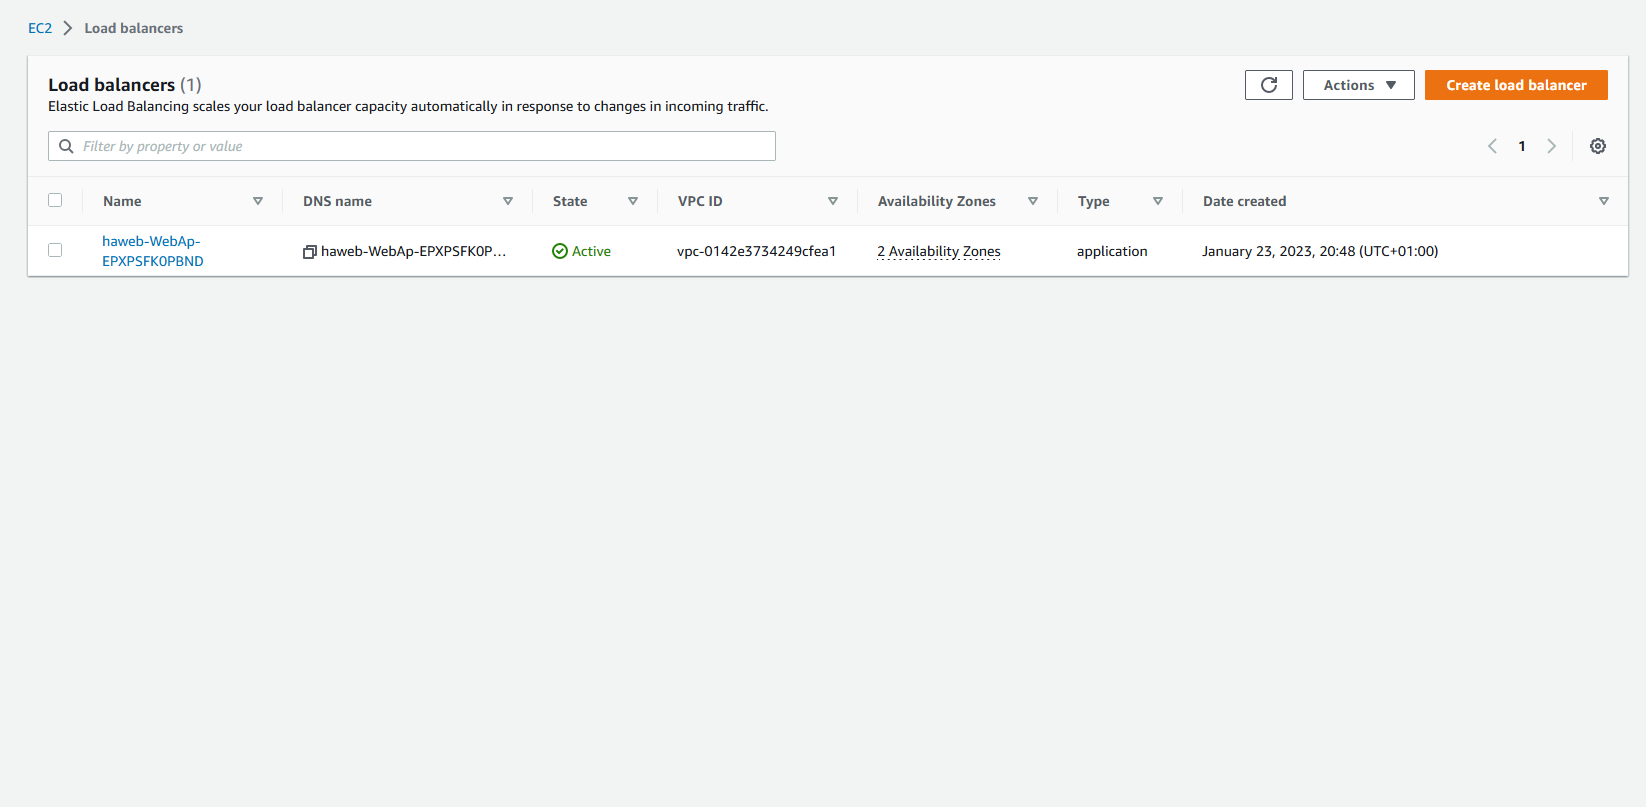 EC2 Load balancers
Load balancers (1)
Elastic Load Balancing scales your load balancer capacity automatically in response to changes in incoming traffic.
Actions
Create load balancer
Filter by property or value
1
Name DNS name State VPC ID Availability Zones Type Date created
haweb-WebAp-
EPXPSFK0PBND
haweb-WebAp-EPXPSFK0P... Active vpc-0142e3734249cfea1 2 Availability Zones application January 23, 2023, 20:48 (UTC+01:00)